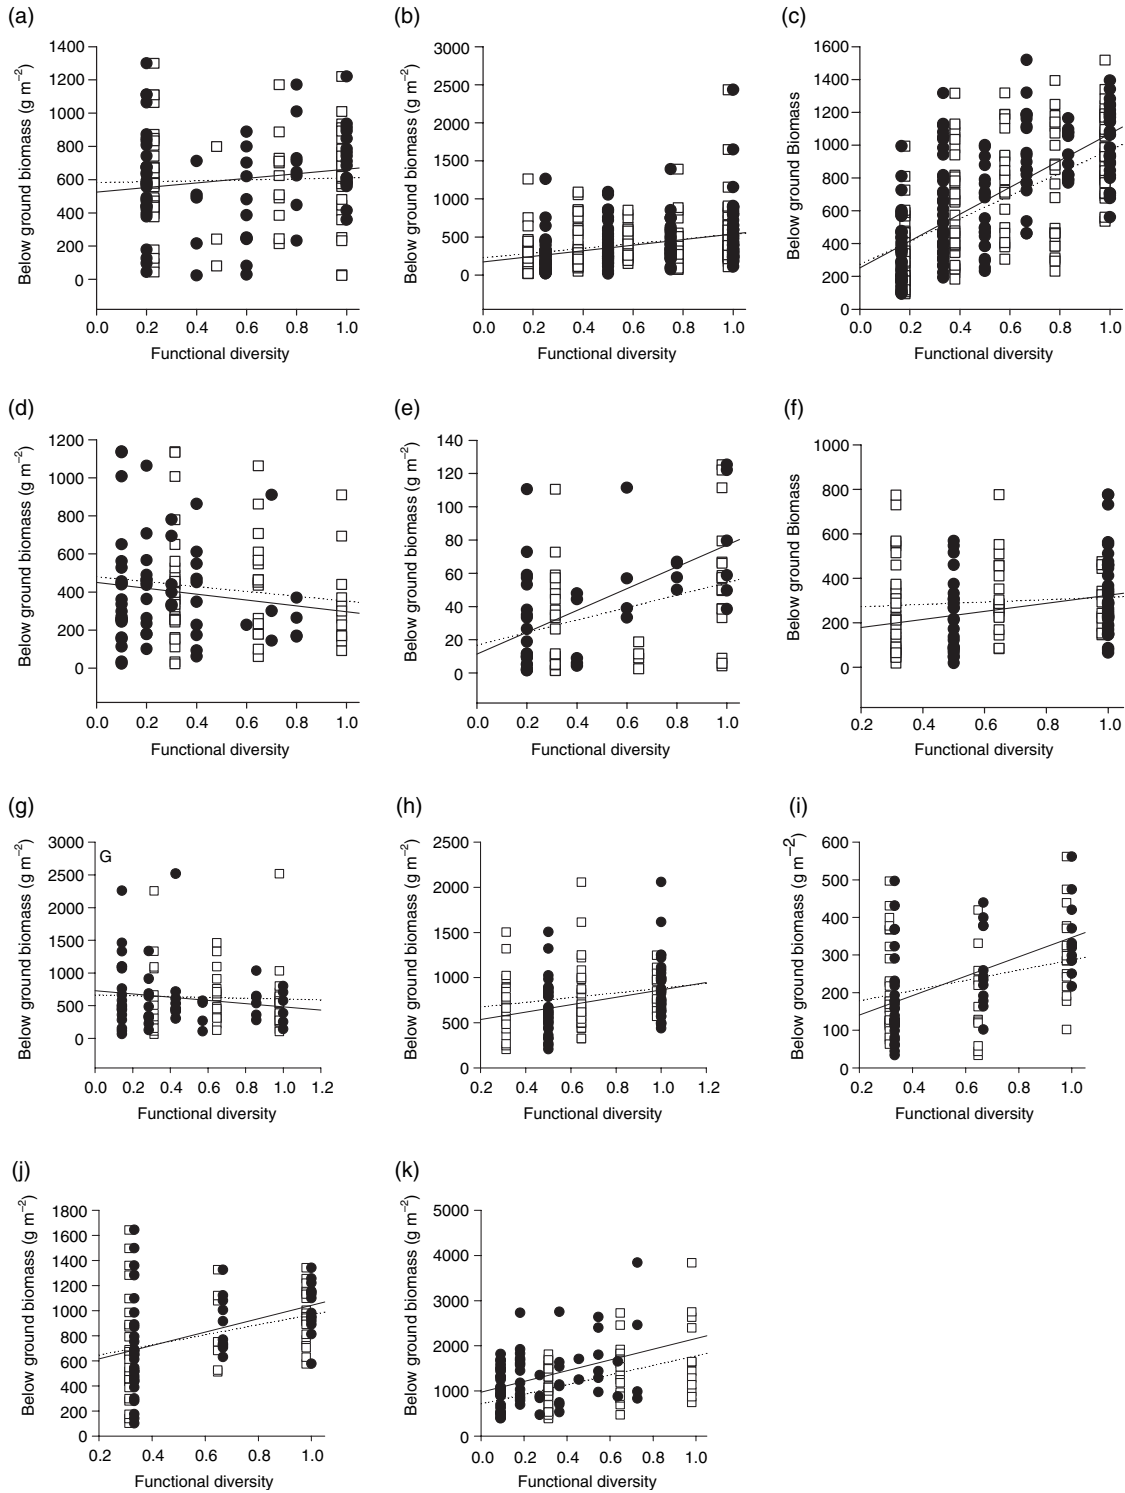 (a)
Below ground biomass (g m⁻²)
1400
1200
1000
800
600
400
200
0
0.0 0.2 0.4 0.6 0.8 1.0
Functional diversity
(b)
Below ground biomass (g m⁻²)
3000
2500
2000
1500
1000
500
0
0.0 0.2 0.4 0.6 0.8 1.0
Functional diversity
(c)
Below ground Biomass
1600
1400
1200
1000
800
600
400
200
0
0.0 0.2 0.4 0.6 0.8 1.0
Functional diversity
(d)
Below ground biomass (g m⁻²)
1200
1000
800
600
400
200
0
0.0 0.2 0.4 0.6 0.8 1.0
Functional diversity
(e)
Below ground biomass (g m⁻²)
140
120
100
80
60
40
20
0
0.0 0.2 0.4 0.6 0.8 1.0
Functional diversity
(f)
Below ground Biomass
1000
800
600
400
200
0
0.2 0.4 0.6 0.8 1.0
Functional diversity
(g)
G
Below ground biomass (g m⁻²)
3000
2500
2000
1500
1000
500
0
0.0 0.2 0.4 0.6 0.8 1.0 1.2
Functional diversity
(h)
Below ground biomass (g m⁻²)
2500
2000
1500
1000
500
0
0.2 0.4 0.6 0.8 1.0 1.2
Functional diversity
(i)
Below ground biomass (g m⁻²)
600
500
400
300
200
100
0
0.2 0.4 0.6 0.8 1.0
Functional diversity
(j)
Below ground biomass (g m⁻²)
1800
1600
1400
1200
1000
800
600
400
200
0
0.2 0.4 0.6 0.8 1.0
Functional diversity
(k)
Below ground biomass (g m⁻²)
5000
4000
3000
2000
1000
0
0.0 0.2 0.4 0.6 0.8 1.0
Functional diversity